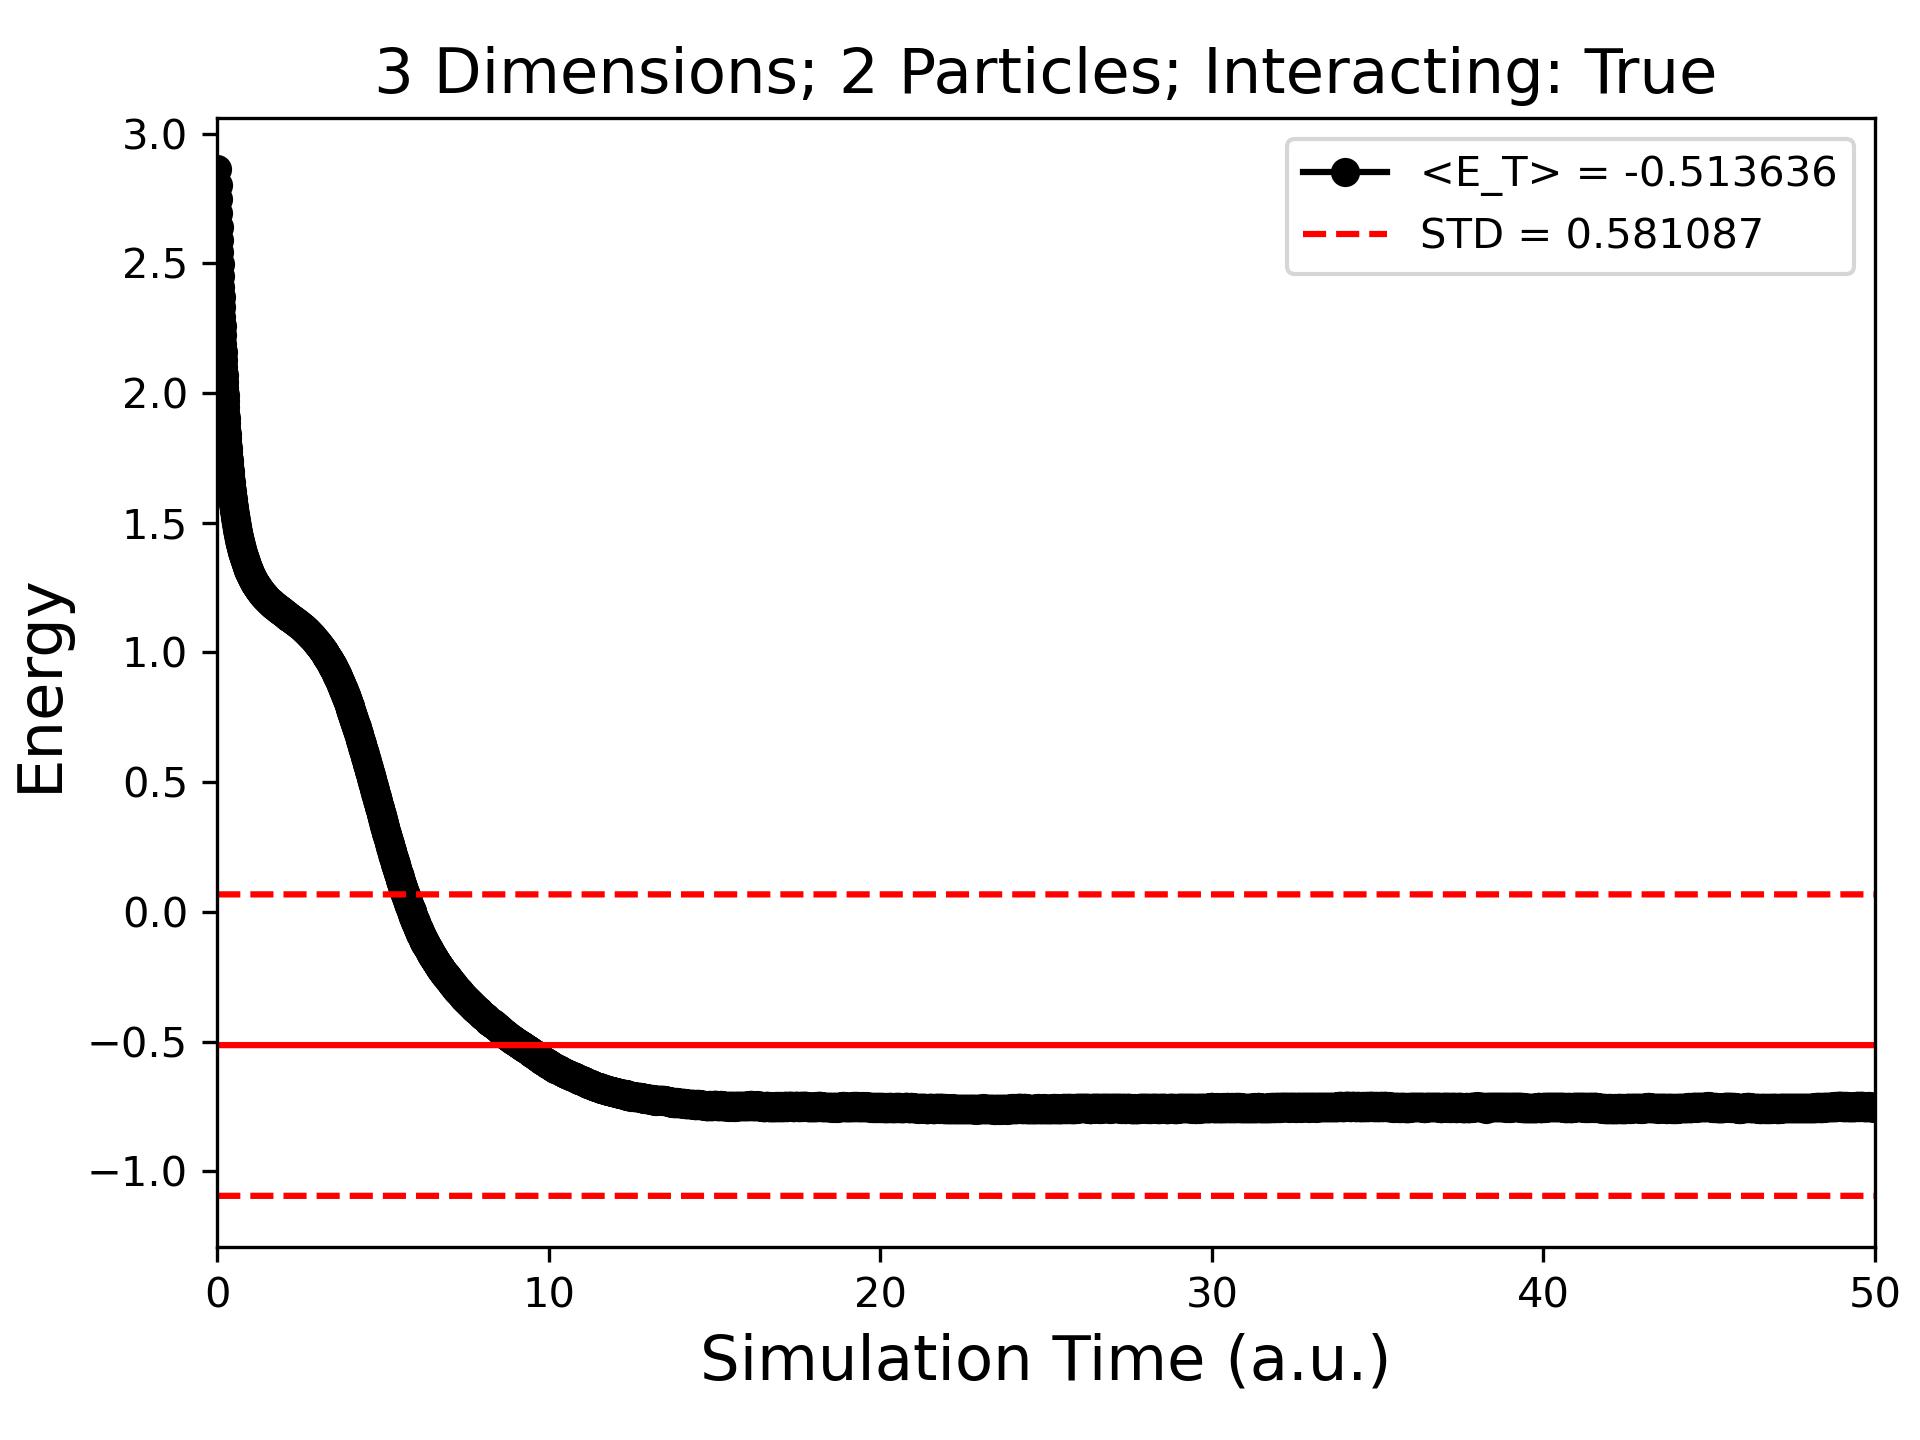 3 Dimensions; 2 Particles; Interacting: True
<E_T> = -0.513636
STD = 0.581087
Energy
3.0
2.5
2.0
1.5
1.0
0.5
0.0
−0.5
−1.0
0 10 20 30 40 50
Simulation Time (a.u.)